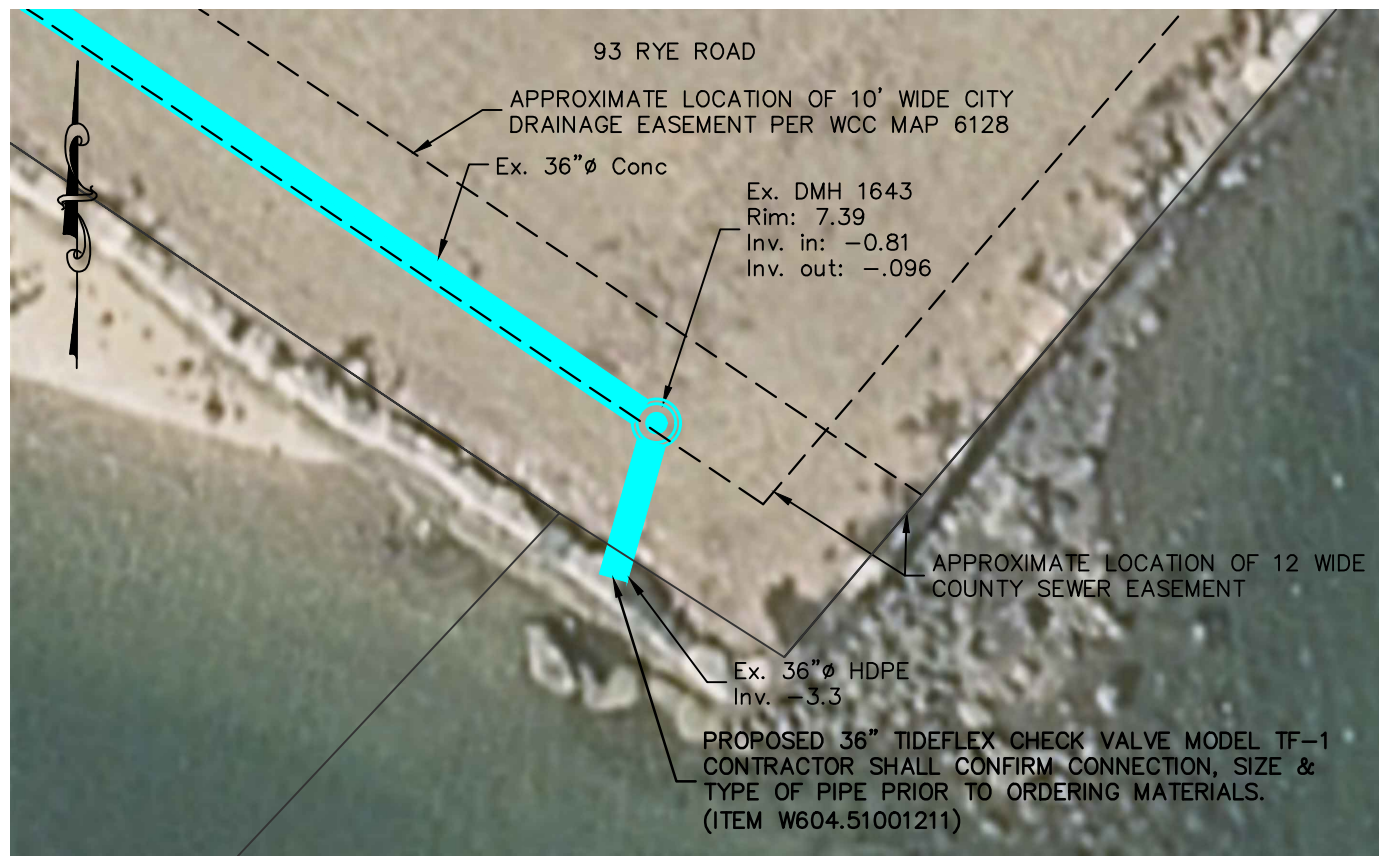 93 RYE ROAD
APPROXIMATE LOCATION OF 10' WIDE CITY
DRAINAGE EASEMENT PER WCC MAP 6128
Ex. 36"ø Conc
Ex. DMH 1643
Rim: 7.39
Inv. in: -0.81
Inv. out: -.096
APPROXIMATE LOCATION OF 12 WIDE
COUNTY SEWER EASEMENT
Ex. 36"ø HDPE
Inv. -3.3
PROPOSED 36" TIDEFLEX CHECK VALVE MODEL TF-1
CONTRACTOR SHALL CONFIRM CONNECTION, SIZE &
TYPE OF PIPE PRIOR TO ORDERING MATERIALS.
(ITEM W604.51001211)